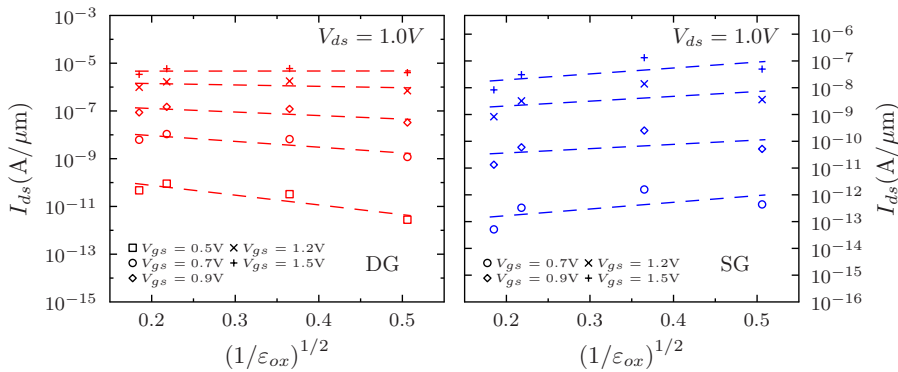 10⁻³
10⁻⁵
10⁻⁷
10⁻⁹
10⁻¹¹
10⁻¹³
10⁻¹⁵
I_ds(A/μm)
V_ds = 1.0V
V_gs = 0.5V
V_gs = 0.7V
V_gs = 0.9V
V_gs = 1.2V
V_gs = 1.5V
DG
0.2 0.3 0.4 0.5
(1/ε_ox)^1/2
V_ds = 1.0V
V_gs = 0.7V
V_gs = 0.9V
V_gs = 1.2V
V_gs = 1.5V
SG
0.2 0.3 0.4 0.5
(1/ε_ox)^1/2
10⁻⁶
10⁻⁷
10⁻⁸
10⁻⁹
10⁻¹⁰
10⁻¹¹
10⁻¹²
10⁻¹³
10⁻¹⁴
10⁻¹⁵
10⁻¹⁶
I_ds(A/μm)